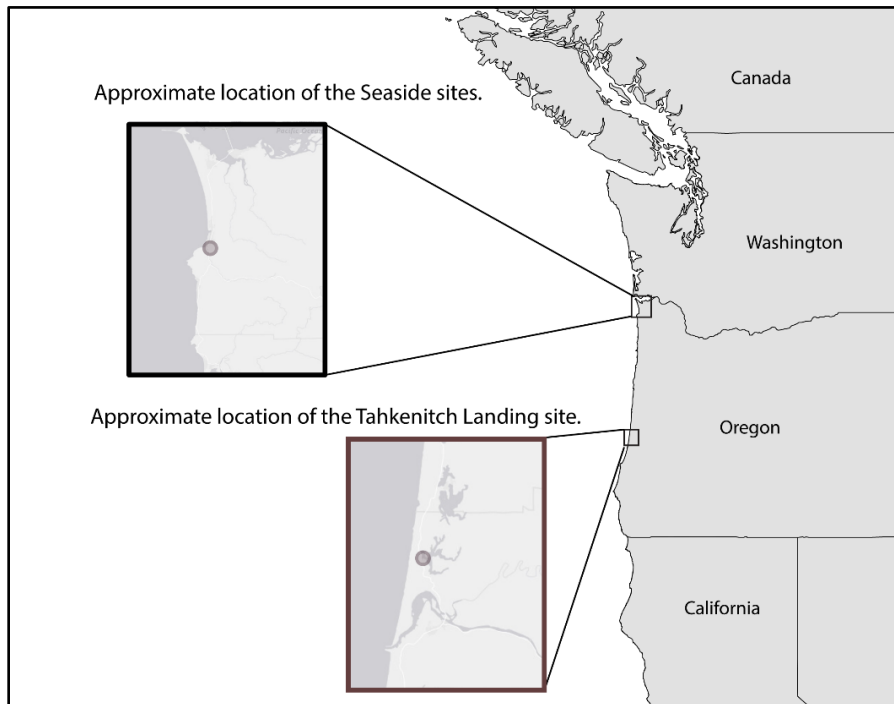 Canada
Approximate location of the Seaside sites.
Washington
Approximate location of the Tahkenitch Landing site.
Oregon
California